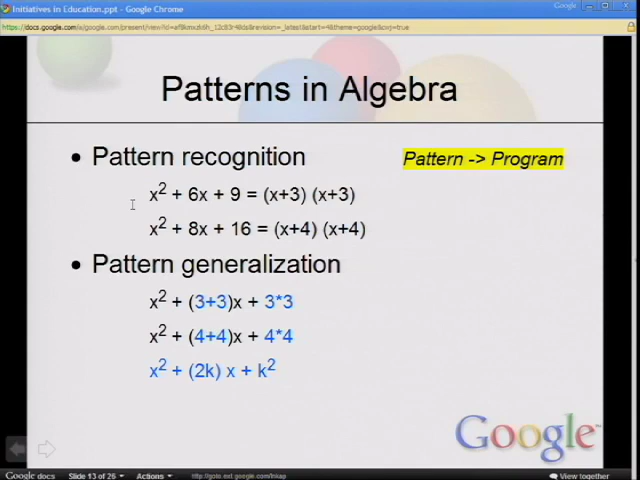 Initiatives in Education.ppt - Google Chrome
Google
Patterns in Algebra
• Pattern recognition
Pattern -> Program
x² + 6x + 9 = (x+3) (x+3)
x² + 8x + 16 = (x+4) (x+4)
• Pattern generalization
x² + (3+3)x + 3*3
x² + (4+4)x + 4*4
x² + (2k) x + k²
Google™
Google docs Slide 13 of 26 Actions View together